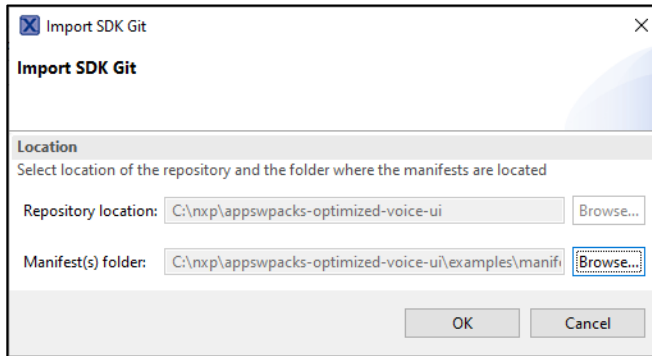 Import SDK Git
Import SDK Git
Location
Select location of the repository and the folder where the manifests are located
Repository location: C:\nxp\appswpacks-optimized-voice-ui Browse...
Manifest(s) folder: C:\nxp\appswpacks-optimized-voice-ui\examples\manif Browse...
OK Cancel